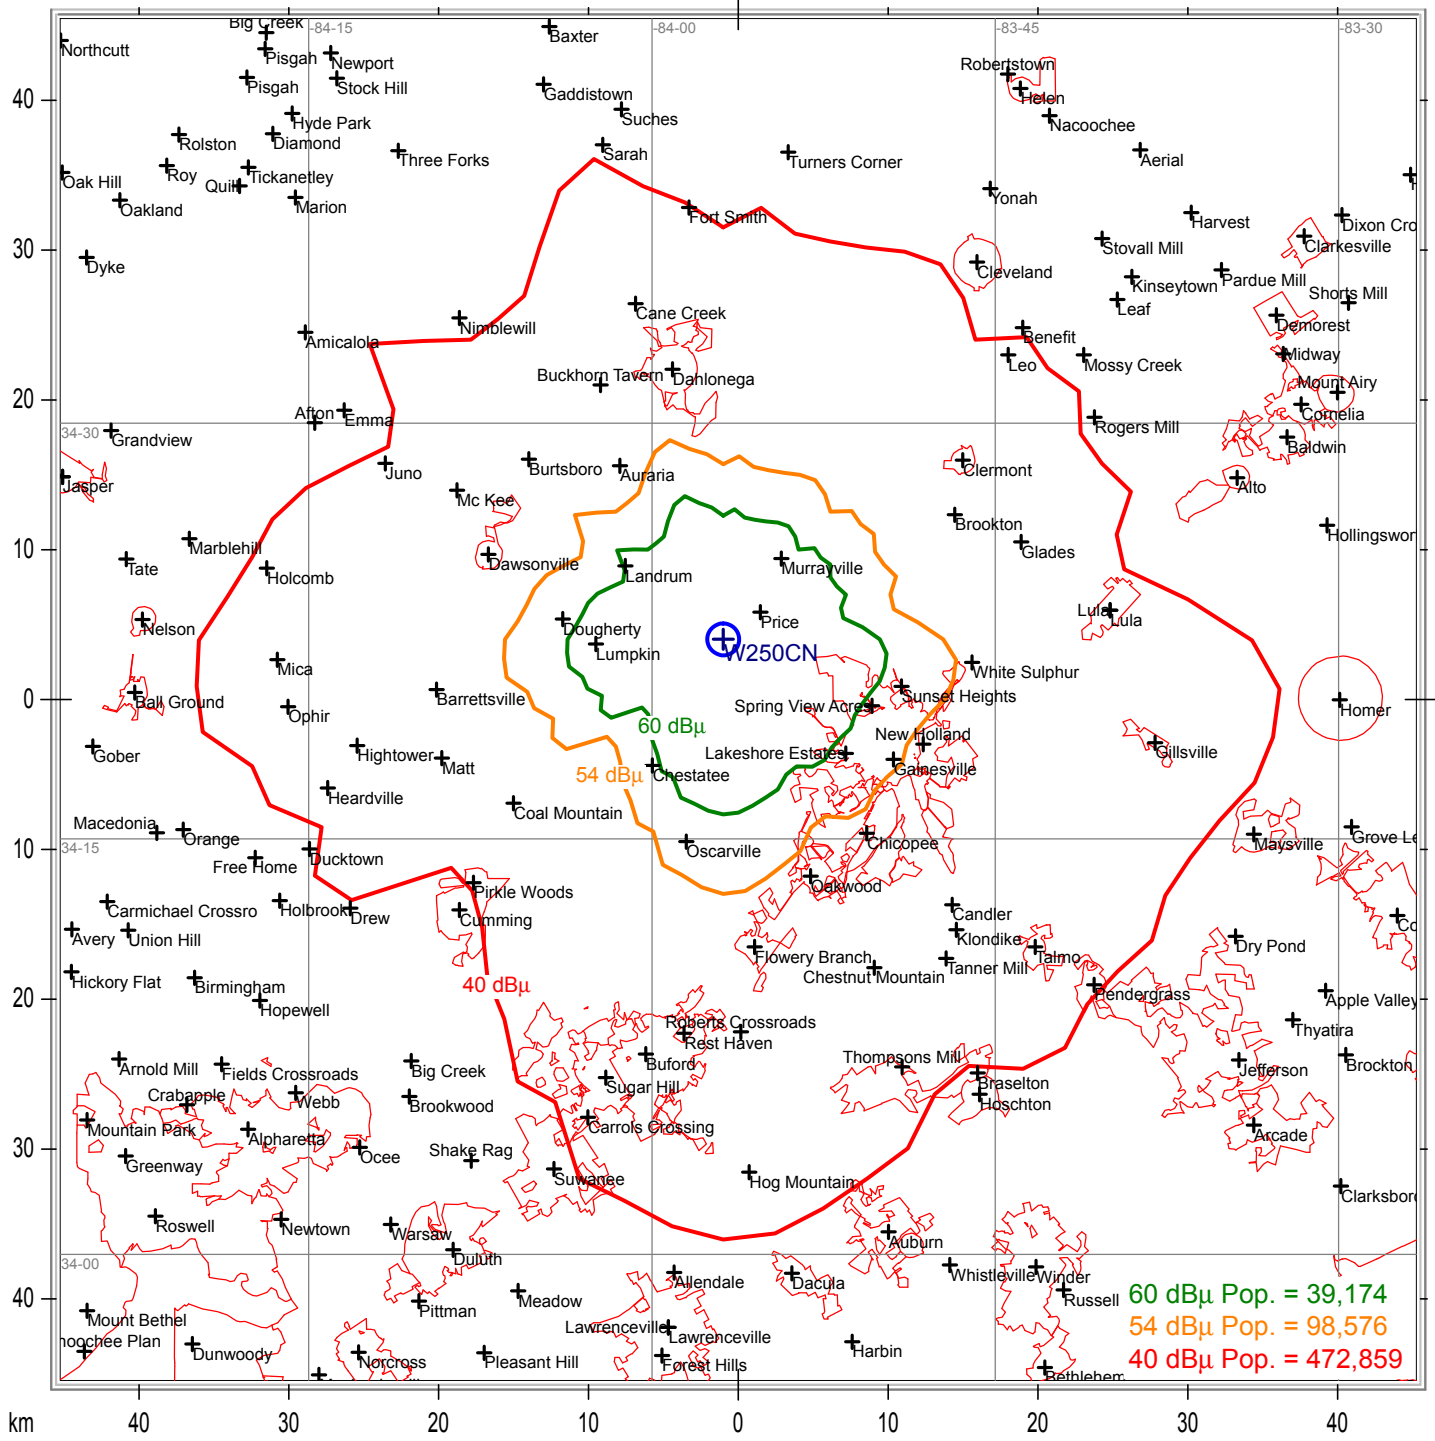 Big Creek
-84-15
-84-00
-83-45
-83-30
Northcutt
Pisgah
Newport
Baxter
Pisgah
Stock Hill
Gaddistown
Robertstown
Helen
40
Hyde Park
Suches
Nacoochee
Rolston
Diamond
Three Forks
Sarah
Turners Corner
Aerial
Oak Hill
Roy
Quill
Tickanetley
Oakland
Marion
Fort Smith
Yonah
Harvest
Dixon Cro
30
Dyke
Cleveland
Stovall Mill
Clarkesville
Kinseytown
Pardue Mill
Shorts Mill
Cane Creek
Leaf
Amicalola
Nimblewill
Benefit
Demorest
Buckhorn Tavern
Dahlonega
Leo
Mossy Creek
Midway
Mount Airy
20
Afton
Emma
Rogers Mill
Cornelia
34-30
Grandview
Juno
Burtsboro
Auraria
Clermont
Baldwin
Jasper
Mc Kee
Alto
Brookton
Hollingswor
10
Marblehill
Glades
Tate
Holcomb
Dawsonville
Landrum
Murrayville
Nelson
Dougherty
Price
Lula
Lula
Mica
Lumpkin
W250CN
White Sulphur
0
Ball Ground
Ophir
Barrettsville
Spring View Acres
Sunset Heights
Homer
60 dBµ
Gober
Hightower
Matt
Lakeshore Estates
New Holland
Gillsville
54 dBµ
Chestatee
Gainesville
Heardville
Coal Mountain
Macedonia
Orange
Grove Le
10
34-15
Free Home
Ducktown
Oscarville
Chicopee
Maysville
Pirkle Woods
Oakwood
Carmichael Crossro
Holbrook
Drew
Cumming
Candler
Co
Avery
Union Hill
Klondike
Dry Pond
Flowery Branch
Talmo
Hickory Flat
Birmingham
40 dBµ
Chestnut Mountain
Tanner Mill
Pendergrass
20
Hopewell
Apple Valley
Roberts Crossroads
Rest Haven
Thyatira
Arnold Mill
Fields Crossroads
Big Creek
Buford
Thompsons Mill
Jefferson
Brockton
Crabapple
Webb
Brookwood
Sugar Hill
Braselton
Hoschton
Mountain Park
Alpharetta
Carrols Crossing
Arcade
30
Greenway
Ocee
Shake Rag
Suwanee
Hog Mountain
Clarksboro
Roswell
Newtown
Warsaw
Auburn
34-00
Duluth
Allendale
Dacula
Whistleville
Winder
40
Mount Bethel
Pittman
Meadow
Russell
60 dBµ Pop. = 39,174
54 dBµ Pop. = 98,576
40 dBµ Pop. = 472,859
hoochee Plan
Dunwoody
Norcross
Pleasant Hill
Lawrenceville
Lawrenceville
Forest Hills
Harbin
Bethlehem
km
40
30
20
10
0
10
20
30
40